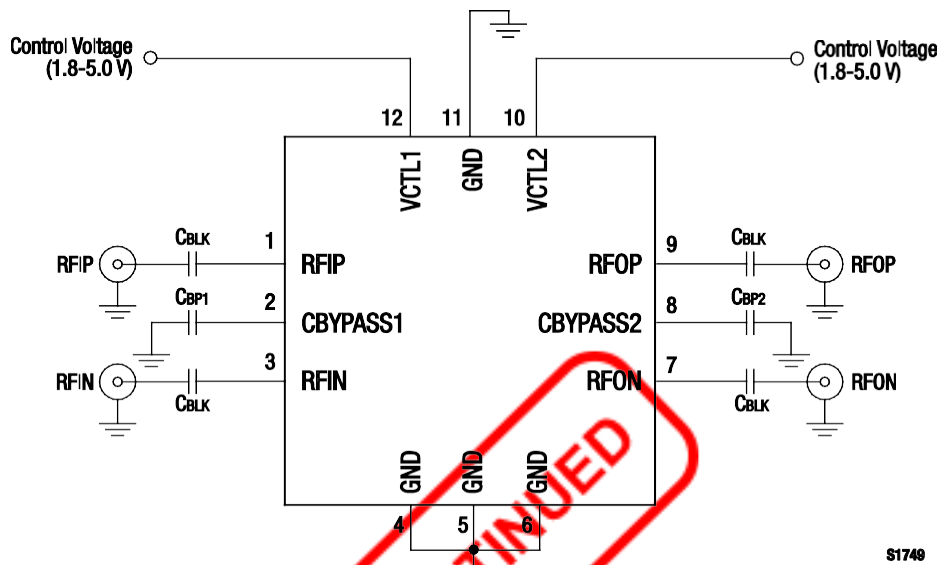 Control Voltage
(1.8-5.0 V)
Control Voltage
(1.8-5.0 V)
12
11
10
VCTL1
GND
VCTL2
RFIP
CBLK
1
RFIP
RFOP
9
CBLK
RFOP
CBP1
2
CBYPASS1
CBYPASS2
8
CBP2
RFIN
CBLK
3
RFIN
RFON
7
CBLK
RFON
GND
GND
GND
4
5
6
TINUED
S1749